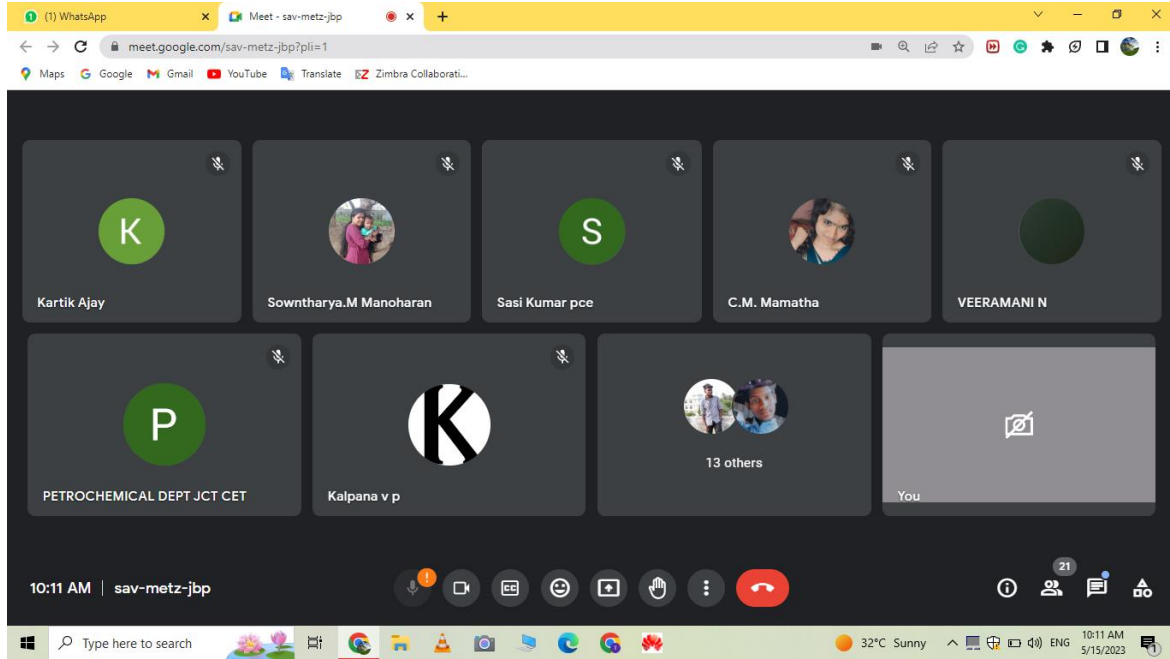 1 (1) WhatsApp
Meet - sav-metz-jbp
meet.google.com/sav-metz-jbp?pli=1
Maps G Google Gmail YouTube Translate Z Zimbra Collaborati...
K
Kartik Ajay
Sowntharya.M Manoharan
S
Sasi Kumar pce
C.M. Mamatha
VEERAMANI N
P
PETROCHEMICAL DEPT JCT CET
K
Kalpana v p
13 others
You
10:11 AM | sav-metz-jbp
!
CC
21
Type here to search
32°C Sunny
ENG
10:11 AM
5/15/2023
1